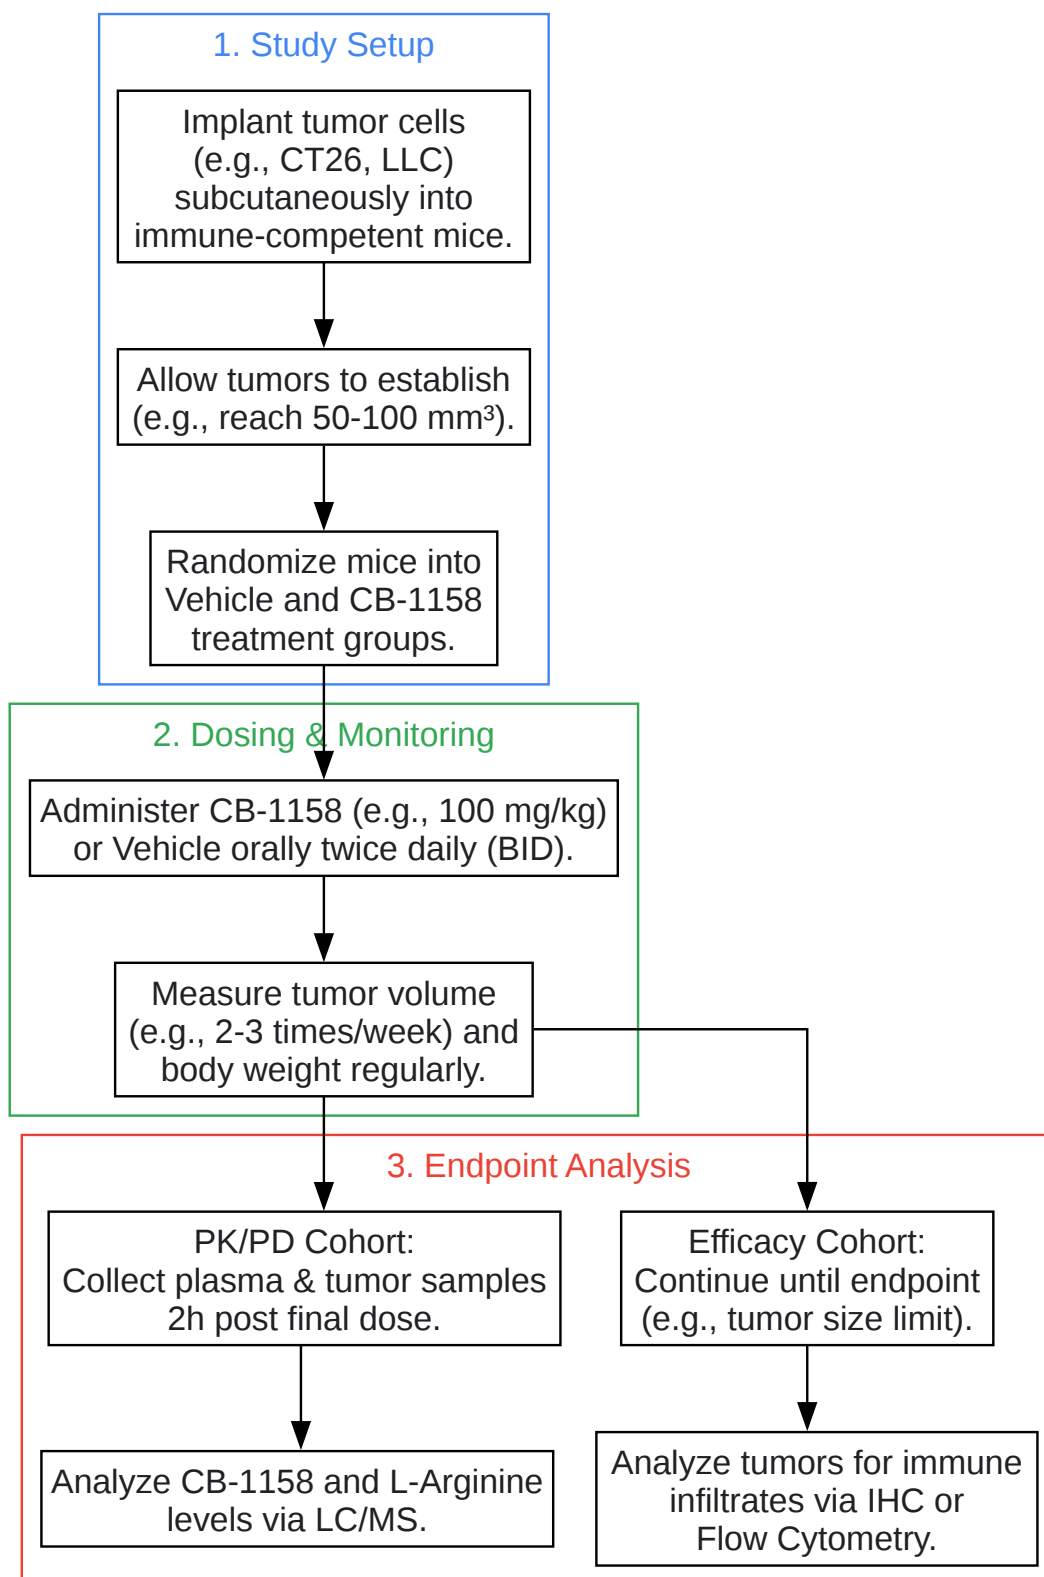 1. Study Setup
Implant tumor cells
(e.g., CT26, LLC)
subcutaneously into
immune-competent mice.
Allow tumors to establish
(e.g., reach 50-100 mm³).
Randomize mice into
Vehicle and CB-1158
treatment groups.
2. Dosing & Monitoring
Administer CB-1158 (e.g., 100 mg/kg)
or Vehicle orally twice daily (BID).
Measure tumor volume
(e.g., 2-3 times/week) and
body weight regularly.
3. Endpoint Analysis
PK/PD Cohort:
Collect plasma & tumor samples
2h post final dose.
Efficacy Cohort:
Continue until endpoint
(e.g., tumor size limit).
Analyze CB-1158 and L-Arginine
levels via LC/MS.
Analyze tumors for immune
infiltrates via IHC or
Flow Cytometry.